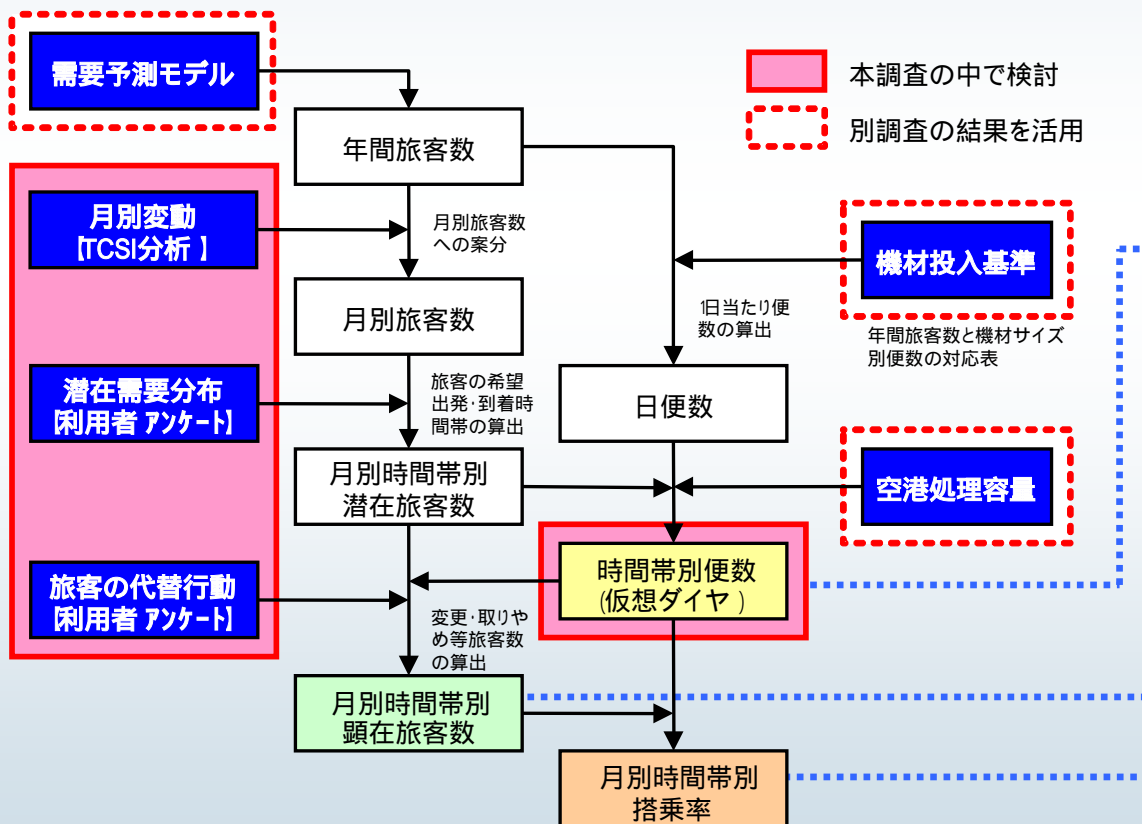 需要予測モデル
本調査の中で検討
別調査の結果を活用
年間旅客数
月別変動
【TCSI分析 】
月別旅客数
への案分
機材投入基準
年間旅客数と機材サイズ
別便数の対応表
月別旅客数
1日当たり便
数の算出
潜在需要分布
【利用者 アンケート】
旅客の希望
出発・到着時
間帯の算出
日便数
月別時間帯別
潜在旅客数
空港処理容量
時間帯別便数
(仮想ダイヤ )
旅客の代替行動
【利用者 アンケート】
変更・取りや
め等旅客数
の算出
月別時間帯別
顕在旅客数
月別時間帯別
搭乗率